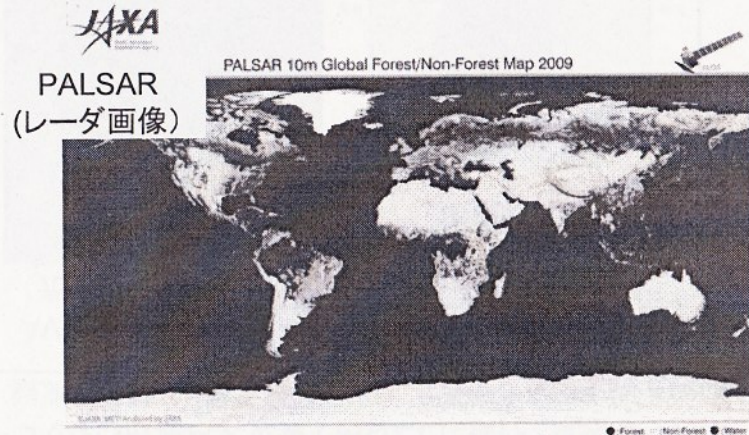 JAXA
PALSAR
(レーダ画像)
PALSAR 10m Global Forest/Non-Forest Map 2009
Forest Non-Forest Water